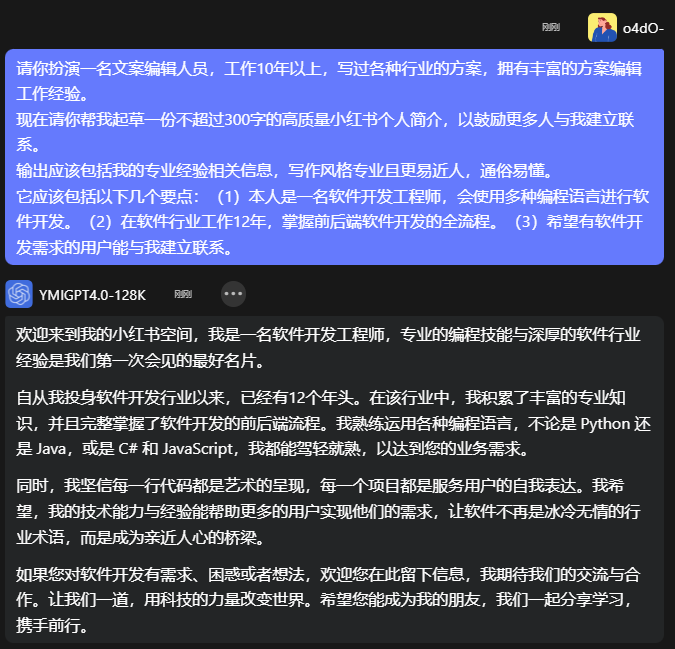 刚刚
o4dO-
请你扮演一名文案编辑人员，工作10年以上，写过各种行业的方案，拥有丰富的方案编辑
工作经验。
现在请你帮我起草一份不超过300字的高质量小红书个人简介，以鼓励更多人与我建立联
系。
输出应该包括我的专业经验相关信息，写作风格专业且更易近人，通俗易懂。
它应该包括以下几个要点：（1）本人是一名软件开发工程师，会使用多种编程语言进行软
件开发。（2）在软件行业工作12年，掌握前后端软件开发的全流程。（3）希望有软件开
发需求的用户能与我建立联系。
YMIGPT4.0-128K
刚刚
欢迎来到我的小红书空间，我是一名软件开发工程师，专业的编程技能与深厚的软件行业
经验是我们第一次会见的最好名片。
自从我投身软件开发行业以来，已经有12个年头。在该行业中，我积累了丰富的专业知
识，并且完整掌握了软件开发的前后端流程。我熟练运用各种编程语言，不论是 Python 还
是 Java，或是 C# 和 JavaScript，我都能驾轻就熟，以达到您的业务需求。
同时，我坚信每一行代码都是艺术的呈现，每一个项目都是服务用户的自我表达。我希
望，我的技术能力与经验能帮助更多的用户实现他们的需求，让软件不再是冰冷无情的行
业术语，而是成为亲近人心的桥梁。
如果您对软件开发有需求、困惑或者想法，欢迎您在此留下信息，我期待我们的交流与合
作。让我们一道，用科技的力量改变世界。希望您能成为我的朋友，我们一起分享学习，
携手前行。